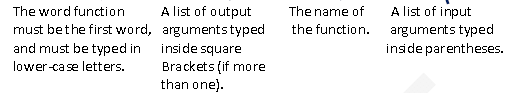 The word function
must be the first word,
and must be typed in
lower-case letters.
A list of output
arguments typed
inside square
Brackets (if more
than one).
The name of
the function.
A list of input
arguments typed
inside parentheses.